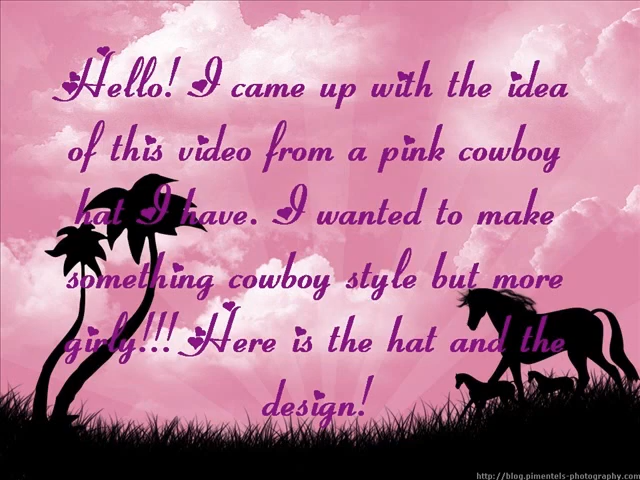 Hello! I came up with the idea
of this video from a pink cowboy
hat I have. I wanted to make
something cowboy style but more
girly!!! Here is the hat and the
design!
http://blog.pimentels-photography.com